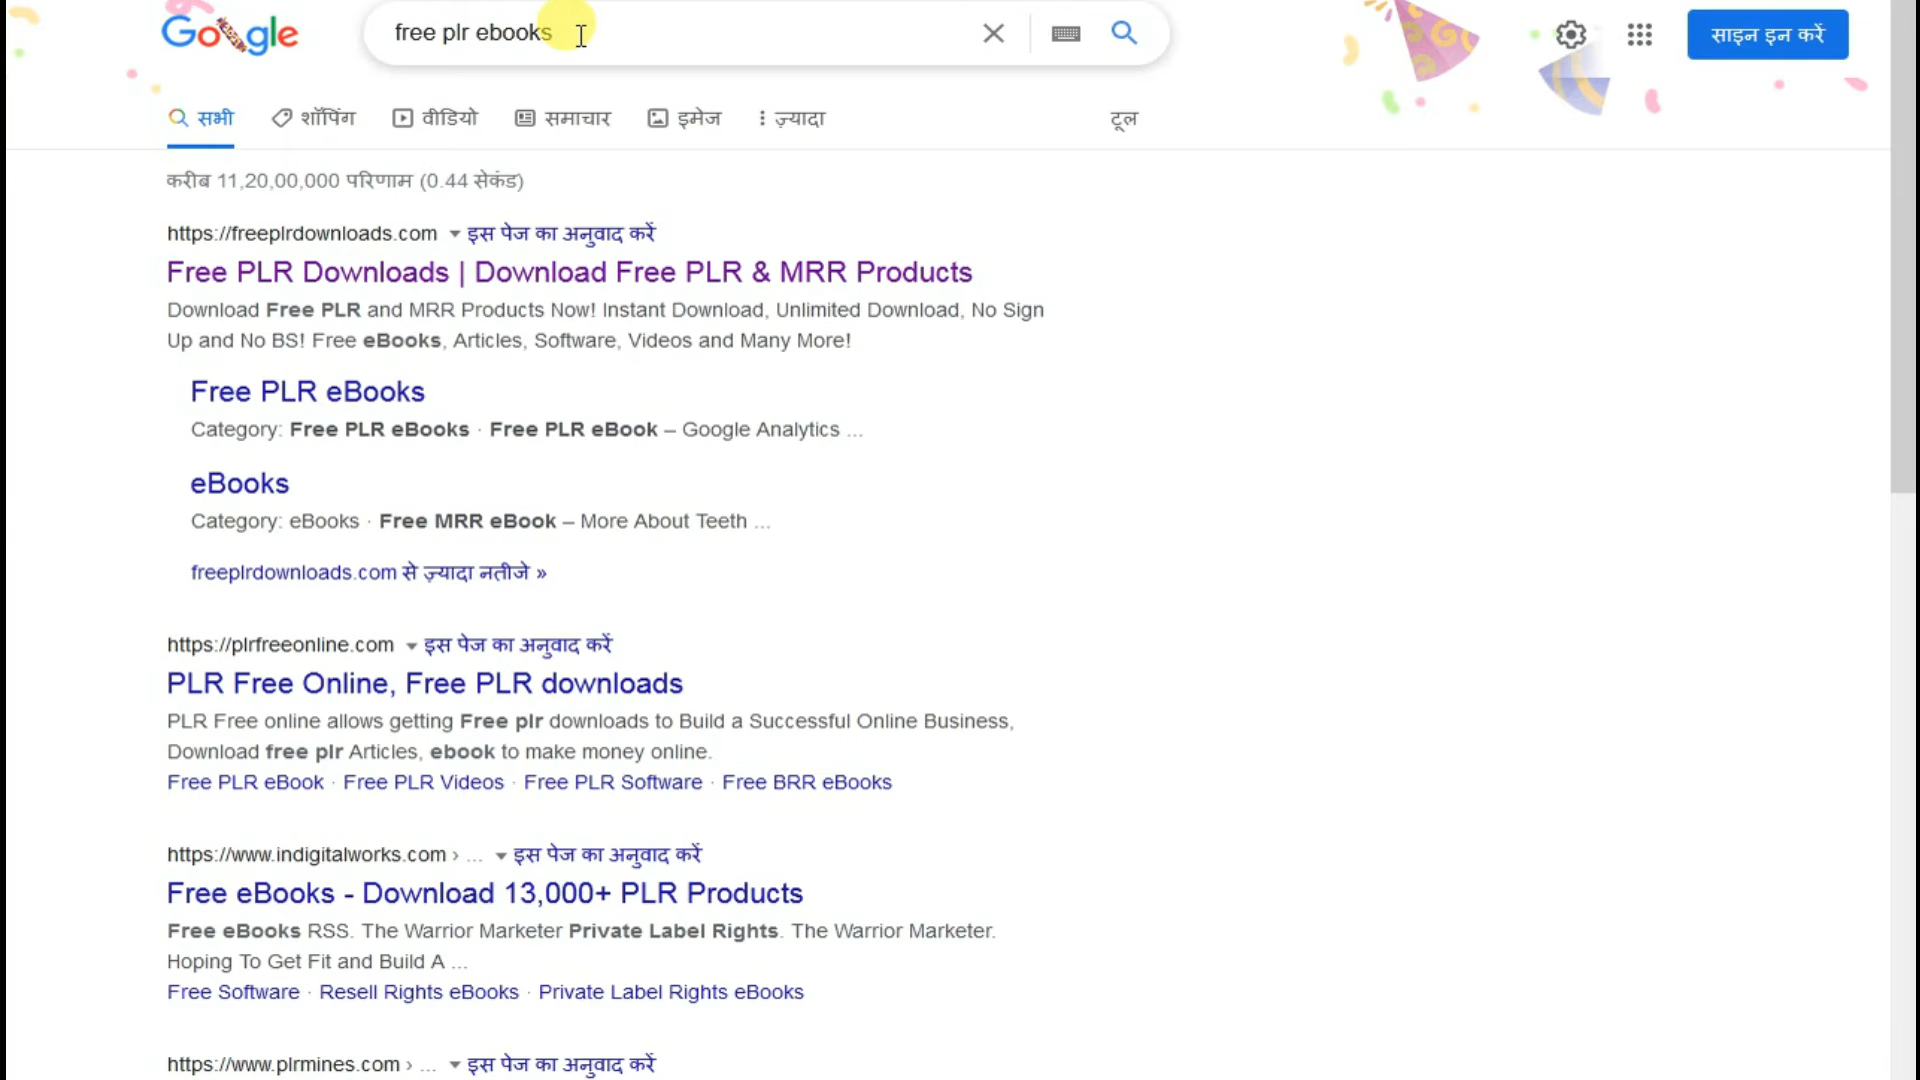 Google
free plr ebooks
साइन इन करें
सभी
शॉपिंग
वीडियो
समाचार
इमेज
ज़्यादा
टूल
करीब 11,20,00,000 परिणाम (0.44 सेकंड)
https://freeplrdownloads.com इस पेज का अनुवाद करें
Free PLR Downloads | Download Free PLR & MRR Products
Download Free PLR and MRR Products Now! Instant Download, Unlimited Download, No Sign
Up and No BS! Free eBooks, Articles, Software, Videos and Many More!
Free PLR eBooks
Category: Free PLR eBooks · Free PLR eBook – Google Analytics ...
eBooks
Category: eBooks · Free MRR eBook – More About Teeth ...
freeplrdownloads.com से ज़्यादा नतीजे »
https://plrfreeonline.com इस पेज का अनुवाद करें
PLR Free Online, Free PLR downloads
PLR Free online allows getting Free plr downloads to Build a Successful Online Business,
Download free plr Articles, ebook to make money online.
Free PLR eBook · Free PLR Videos · Free PLR Software · Free BRR eBooks
https://www.indigitalworks.com › ... इस पेज का अनुवाद करें
Free eBooks - Download 13,000+ PLR Products
Free eBooks RSS. The Warrior Marketer Private Label Rights. The Warrior Marketer.
Hoping To Get Fit and Build A ...
Free Software · Resell Rights eBooks · Private Label Rights eBooks
https://www.plrmines.com › ... इस पेज का अनुवाद करें